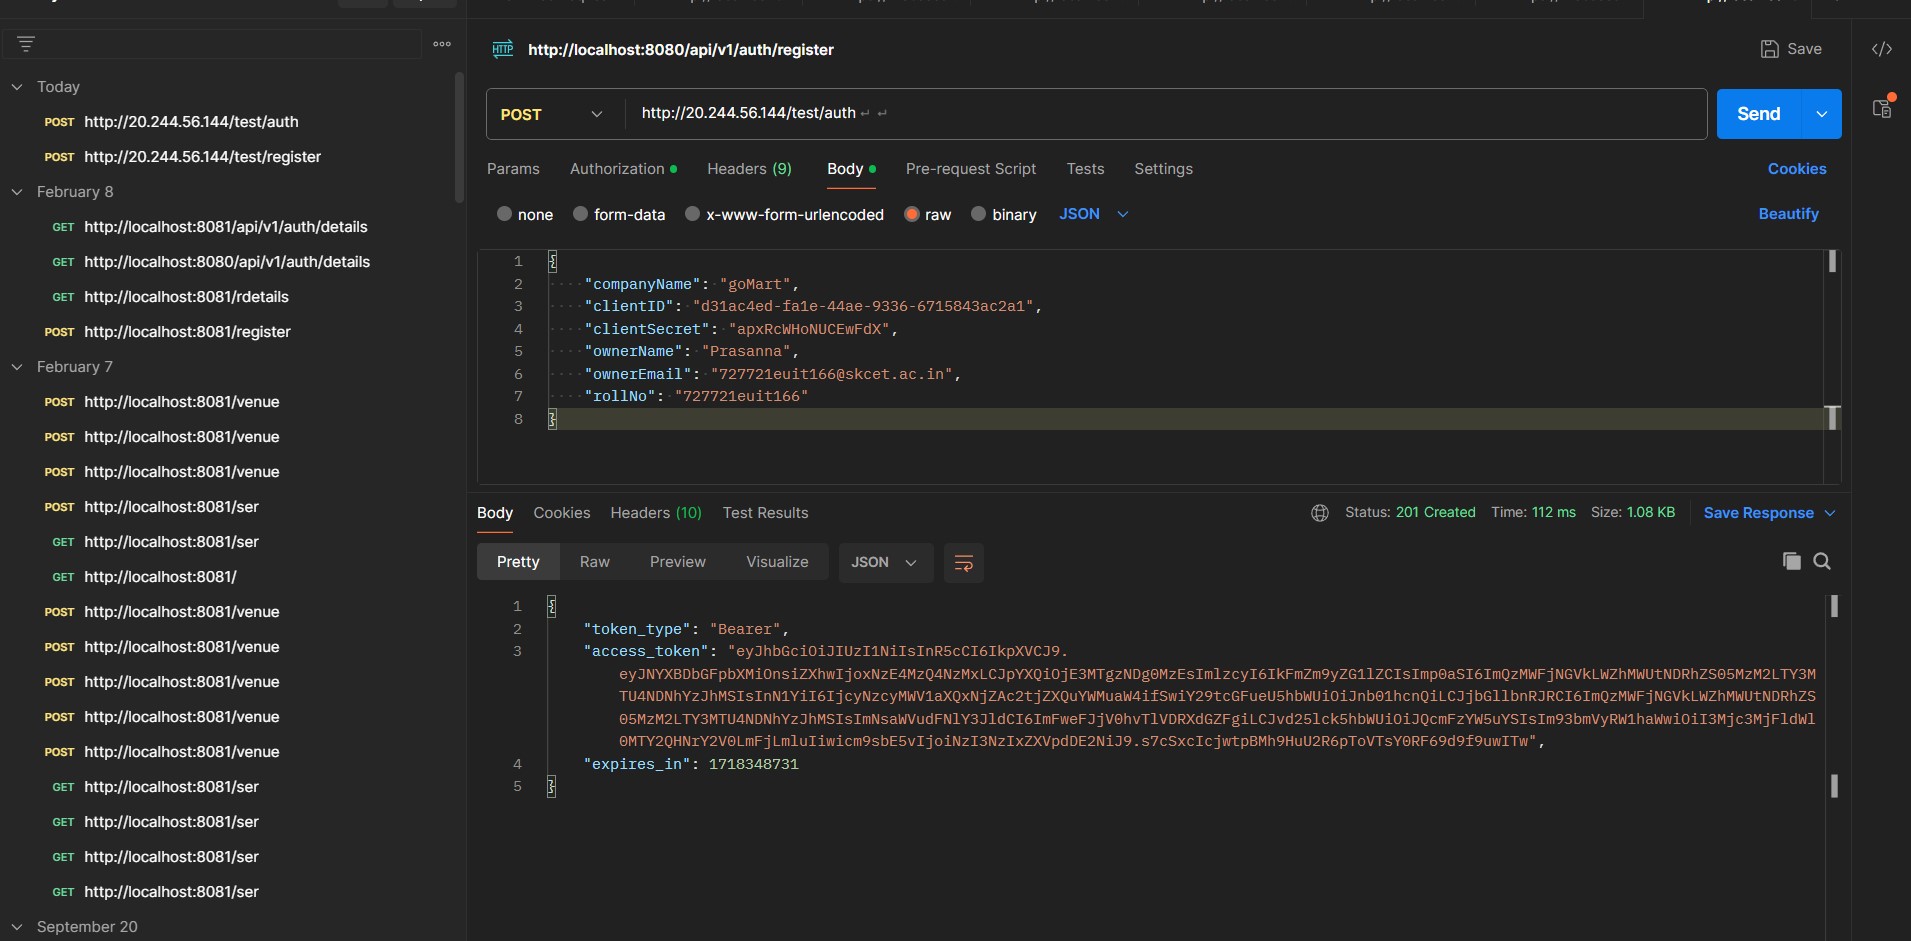 Today
POST http://20.244.56.144/test/auth
POST http://20.244.56.144/test/register
February 8
GET http://localhost:8081/api/v1/auth/details
GET http://localhost:8080/api/v1/auth/details
GET http://localhost:8081/rdetails
POST http://localhost:8081/register
February 7
POST http://localhost:8081/venue
POST http://localhost:8081/venue
POST http://localhost:8081/venue
POST http://localhost:8081/ser
GET http://localhost:8081/ser
GET http://localhost:8081/
POST http://localhost:8081/venue
POST http://localhost:8081/venue
POST http://localhost:8081/venue
POST http://localhost:8081/venue
POST http://localhost:8081/venue
GET http://localhost:8081/ser
GET http://localhost:8081/ser
GET http://localhost:8081/ser
GET http://localhost:8081/ser
September 20
HTTP http://localhost:8080/api/v1/auth/register
Save
POST http://20.244.56.144/test/auth
Send
Params Authorization Headers (9) Body Pre-request Script Tests Settings Cookies
none form-data x-www-form-urlencoded raw binary JSON Beautify
1 {
2 "companyName": "goMart",
3 "clientID": "d31ac4ed-fa1e-44ae-9336-6715843ac2a1",
4 "clientSecret": "apxRcWHoNUCEwFdX",
5 "ownerName": "Prasanna",
6 "ownerEmail": "727721euit166@skcet.ac.in",
7 "rollNo": "727721euit166"
8 }
Body Cookies Headers (10) Test Results Status: 201 Created Time: 112 ms Size: 1.08 KB Save Response
Pretty Raw Preview Visualize JSON
1 {
2 "token_type": "Bearer",
3 "access_token": "eyJhbGciOiJIUzI1NiIsInR5cCI6IkpXVCJ9.
eyJNYXBDbGFpbXMiOnsiZXhwIjoxNzE4MzQ4NzMxLCJpYXQiOjE3MTgzNDg0MzEsImlzcyI6IkFmZm9yZG1lZCIsImp0aSI6ImQzMWFjNGVkLWZhMWUtNDRhZS05MzM2LTY3M
TU4NDNhYzJhMSIsInN1YiI6IjcyNzcyMWV1aXQxNjZAc2tjZXQuYWMuaW4ifSwiY29tcGFueU5hbWUiOiJnb01hcnQiLCJjbGllbnRJRCI6ImQzMWFjNGVkLWZhMWUtNDRhZS
05MzM2LTY3MTU4NDNhYzJhMSIsImNsaWVudFNlY3JldCI6ImFweFJjV0hvTlVDRXdGZFgiLCJvd25lck5hbWUiOiJQcmFzYW5uYSIsIm93bmVyRW1haWwiOiI3Mjc3MjFldWl
0MTY2QHNrY2V0LmFjLmluIiwicm9sbE5vIjoiNzI3NzIxZXVpdDE2NiJ9.s7cSxcIcjwtpBMh9HuU2R6pToVTsY0RF69d9f9uwITw",
4 "expires_in": 1718348731
5 }